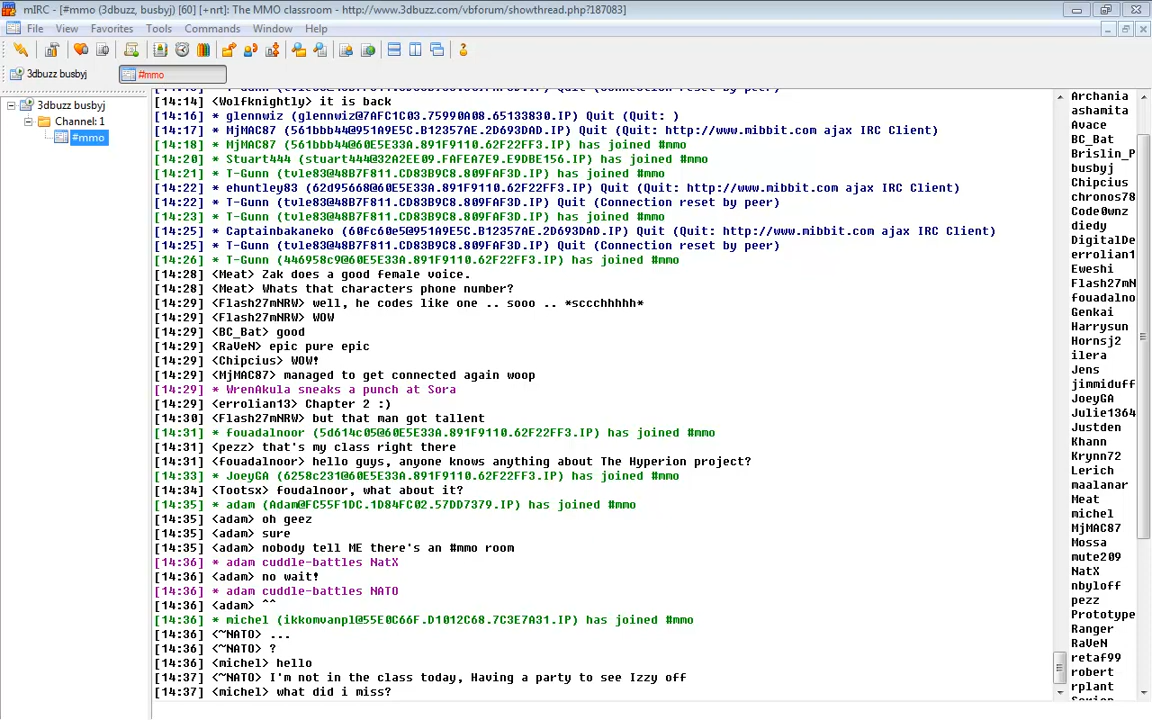 mIRC - [#mmo (3dbuzz, busbyj) [60] [+nrt]: The MMO classroom - http://www.3dbuzz.com/vbforum/showthread.php?187083]
File View Favorites Tools Commands Window Help
3dbuzz busbyj #mmo
3dbuzz busbyj
Channel: 1
#mmo
[14:14] <Wolfknightly> it is back
[14:16] * glennwiz (glennwiz@7AFC1C03.75990A08.65133830.IP) Quit (Quit: )
[14:17] * MjMAC87 (561bbb44@951A9E5C.B12357AE.2D693DAD.IP) Quit (Quit: http://www.mibbit.com ajax IRC Client)
[14:18] * MjMAC87 (561bbb44@60E5E33A.891F9110.62F22FF3.IP) has joined #mmo
[14:20] * Stuart444 (stuart444@32A2EE09.FAFEA7E9.E9DBE156.IP) has joined #mmo
[14:21] * T-Gunn (tvle83@48B7F811.CD83B9C8.809FAF3D.IP) has joined #mmo
[14:22] * ehuntley83 (62d95668@60E5E33A.891F9110.62F22FF3.IP) Quit (Quit: http://www.mibbit.com ajax IRC Client)
[14:22] * T-Gunn (tvle83@48B7F811.CD83B9C8.809FAF3D.IP) Quit (Connection reset by peer)
[14:23] * T-Gunn (tvle83@48B7F811.CD83B9C8.809FAF3D.IP) has joined #mmo
[14:25] * Captainbakaneko (60fc60e5@951A9E5C.B12357AE.2D693DAD.IP) Quit (Quit: http://www.mibbit.com ajax IRC Client)
[14:25] * T-Gunn (tvle83@48B7F811.CD83B9C8.809FAF3D.IP) Quit (Connection reset by peer)
[14:26] * T-Gunn (446958c9@60E5E33A.891F9110.62F22FF3.IP) has joined #mmo
[14:28] <Meat> Zak does a good female voice.
[14:28] <Meat> Whats that characters phone number?
[14:29] <Flash27mNRW> well, he codes like one .. sooo .. *sccchhhhh*
[14:29] <Flash27mNRW> WOW
[14:29] <BC_Bat> good
[14:29] <RaVeN> epic pure epic
[14:29] <Chipcius> WOW!
[14:29] <MjMAC87> managed to get connected again woop
[14:29] * WrenAkula sneaks a punch at Sora
[14:29] <errolian13> Chapter 2 :)
[14:30] <Flash27mNRW> but that man got tallent
[14:31] * fouadalnoor (5d614c05@60E5E33A.891F9110.62F22FF3.IP) has joined #mmo
[14:31] <pezz> that's my class right there
[14:31] <fouadalnoor> hello guys, anyone knows anything about The Hyperion project?
[14:33] * JoeyGA (6258c231@60E5E33A.891F9110.62F22FF3.IP) has joined #mmo
[14:34] <Tootsx> foudalnoor, what about it?
[14:35] * adam (Adam@FC55F1DC.1D84FC02.57DD7379.IP) has joined #mmo
[14:35] <adam> oh geez
[14:35] <adam> sure
[14:35] <adam> nobody tell ME there's an #mmo room
[14:36] * adam cuddle-battles NatX
[14:36] <adam> no wait!
[14:36] * adam cuddle-battles NATO
[14:36] <adam> ^^
[14:36] * michel (ikkomvanpl@55E0C66F.D1012C68.7C3E7A31.IP) has joined #mmo
[14:36] <~NATO> ...
[14:36] <~NATO> ?
[14:36] <michel> hello
[14:37] <~NATO> I'm not in the class today, Having a party to see Izzy off
[14:37] <michel> what did i miss?
Archania
ashamita
Avace
BC_Bat
Brislin_P
busbyj
Chipcius
chronos78
Code0wnz
diedy
DigitalDe
errolian1
Eweshi
Flash27mN
fouadalno
Genkai
Harrysun
Hornsj2
ilera
Jens
jimmiduff
JoeyGA
Julie1364
Justden
Khann
Krynn72
Lerich
maalanar
Meat
michel
MjMAC87
Mossa
mute209
NatX
nbyloff
pezz
Prototype
Ranger
RaVeN
retaf99
robert
rplant